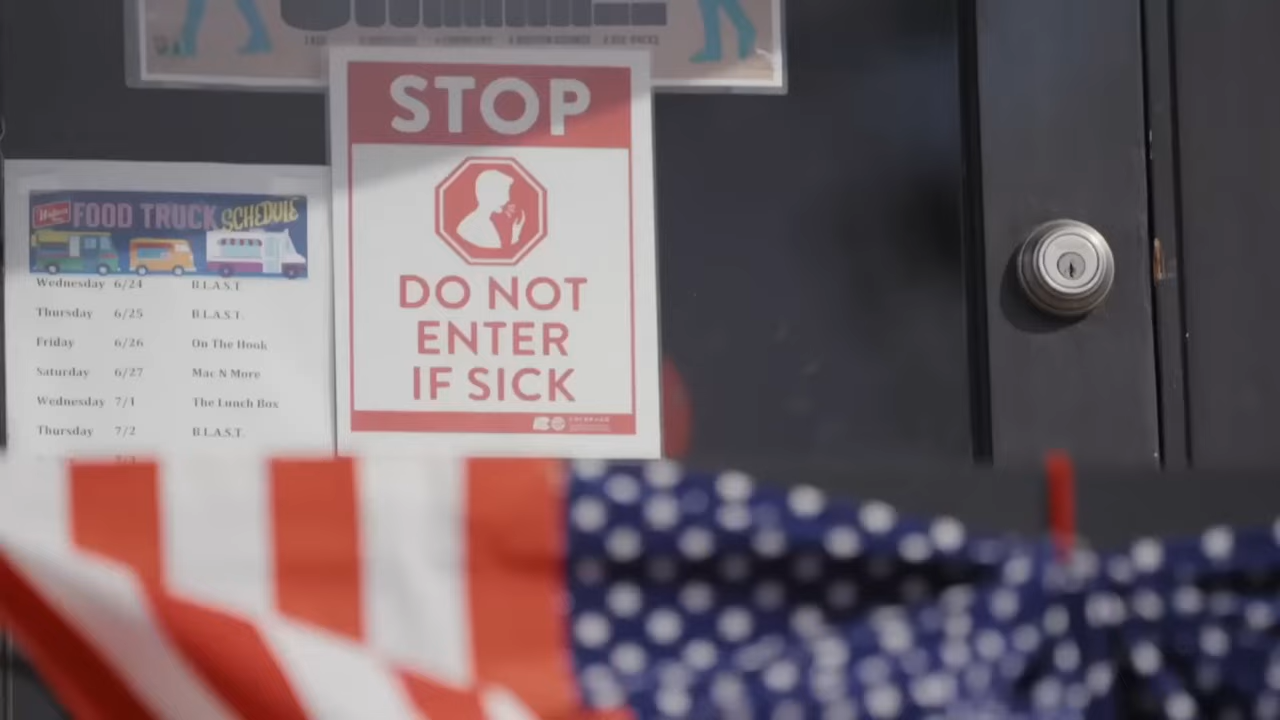 STOP
DO NOT
ENTER
IF SICK
FOOD TRUCK SCHEDULE
Wednesday 6/24 B.L.A.S.T
Thursday 6/25 B.L.A.S.T.
Friday 6/26 On The Hook
Saturday 6/27 Mac N More
Wednesday 7/1 The Lunch Box
Thursday 7/2 B.L.A.S.T.